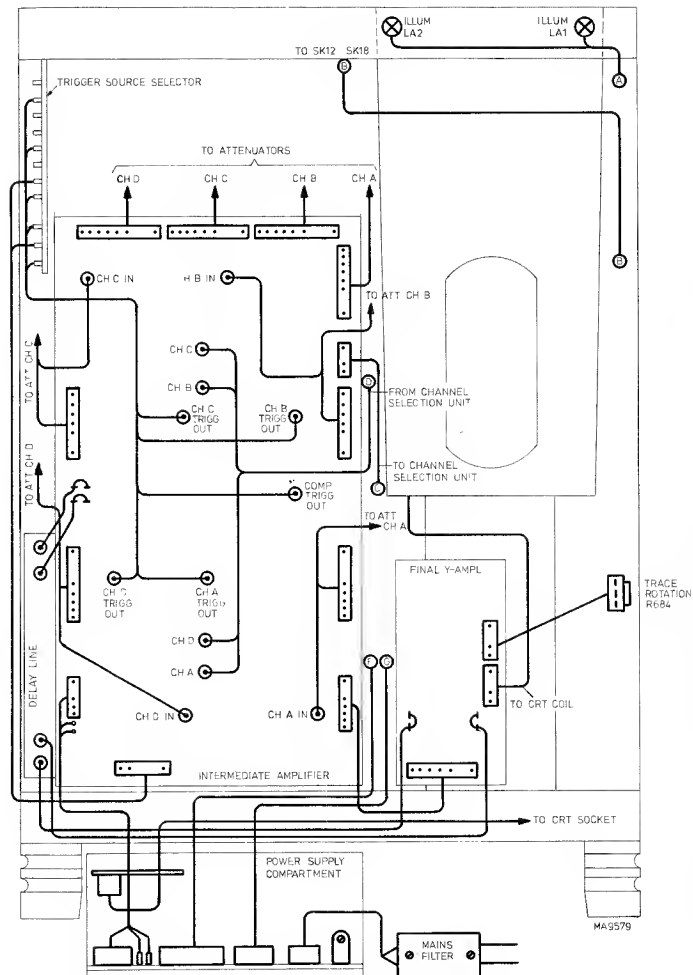 ILLUM
LA2
ILLUM
LA1
TO SK12 SK18
B
A
TRIGGER SOURCE SELECTOR
TO ATTENUATORS
CH D
CH C
CH B
CH A
B
CH C IN
H B IN
TO ATT CH B
TO ATT CH C
CH C
CH B
D
FROM CHANNEL
SELECTION UNIT
CH C
TRIGG
OUT
CH B
TRIGG
OUT
TO ATT CH D
TO CHANNEL
SELECTION UNIT
C
COMP
TRIGG
OUT
TO ATT
CH A
FINAL Y-AMPL
TRACE
ROTATION
R684
CH D
TRIGG
OUT
CH A
TRIGG
OUT
CH D
CH A
F
G
DELAY LINE
CH D IN
CH A IN
TO CRT COIL
INTERMEDIATE AMPLIFIER
TO CRT SOCKET
POWER SUPPLY
COMPARTMENT
MA9579
MAINS
FILTER